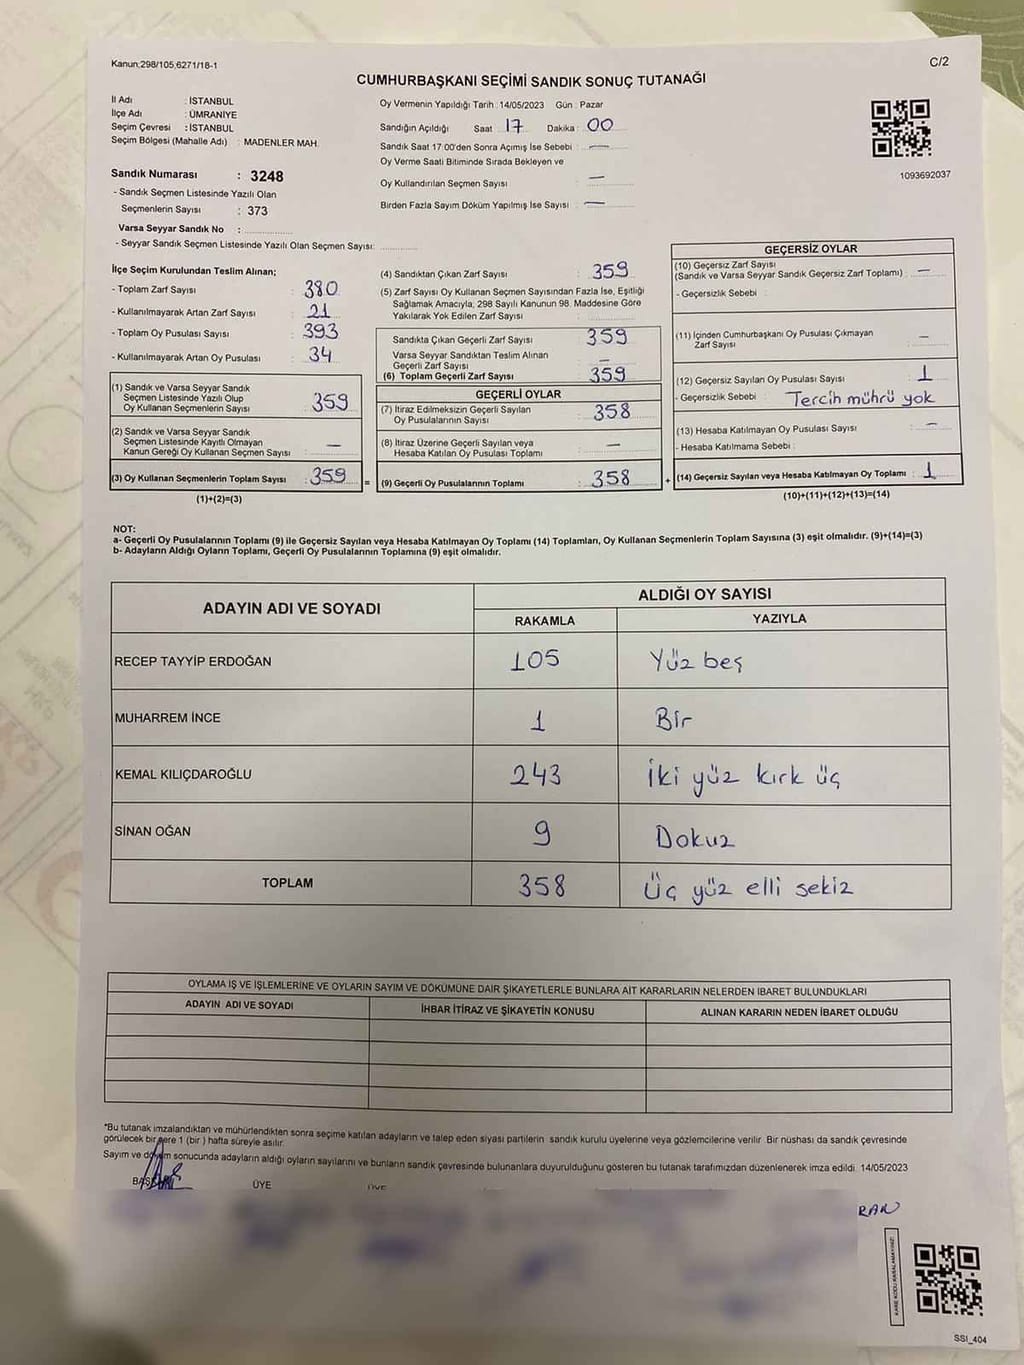 Kanun;298/105,6271/18-1
C/2
CUMHURBAŞKANI SEÇİMİ SANDIK SONUÇ TUTANAĞI
İl Adı : İSTANBUL
İlçe Adı : ÜMRANİYE
Seçim Çevresi : İSTANBUL
Seçim Bölgesi (Mahalle Adı) : MADENLER MAH.
Sandık Numarası : 3248
- Sandık Seçmen Listesinde Yazılı Olan
Seçmenlerin Sayısı : 373
Varsa Seyyar Sandık No :
- Seyyar Sandık Seçmen Listesinde Yazılı Olan Seçmen Sayısı:
Oy Vermenin Yapıldığı Tarih : 14/05/2023 Gün : Pazar
Sandığın Açıldığı Saat 17 Dakika : 00
Sandık Saat 17:00'den Sonra Açımış İse Sebebi : —
Oy Verme Saati Bitiminde Sırada Bekleyen ve
Oy Kullandırılan Seçmen Sayısı : —
Birden Fazla Sayım Döküm Yapılmış İse Sayısı : —
1093692037
İlçe Seçim Kurulundan Teslim Alınan;
- Toplam Zarf Sayısı : 380
- Kullanılmayarak Artan Zarf Sayısı : 21
- Toplam Oy Pusulası Sayısı : 393
- Kullanılmayarak Artan Oy Pusulası : 34
(1) Sandık ve Varsa Seyyar Sandık
Seçmen Listesinde Yazılı Olup
Oy Kullanan Seçmenlerin Sayısı : 359
(2) Sandık ve Varsa Seyyar Sandık
Seçmen Listesinde Kayıtlı Olmayan
Kanun Gereği Oy Kullanan Seçmen Sayısı : —
(3) Oy Kullanan Seçmenlerin Toplam Sayısı : 359
(1)+(2)=(3)
=
(4) Sandıktan Çıkan Zarf Sayısı : 359
(5) Zarf Sayısı Oy Kullanan Seçmen Sayısından Fazla İse, Eşitliği
Sağlamak Amacıyla, 298 Sayılı Kanunun 98. Maddesine Göre
Yakılarak Yok Edilen Zarf Sayısı :
Sandıkta Çıkan Geçerli Zarf Sayısı : 359
Varsa Seyyar Sandıktan Teslim Alınan
Geçerli Zarf Sayısı : —
(6) Toplam Geçerli Zarf Sayısı : 359
GEÇERLİ OYLAR
(7) İtiraz Edilmeksizin Geçerli Sayılan
Oy Pusulalarının Sayısı : 358
(8) İtiraz Üzerine Geçerli Sayılan veya
Hesaba Katılan Oy Pusulası Toplamı : —
(9) Geçerli Oy Pusulalarının Toplamı : 358
+
GEÇERSİZ OYLAR
(10) Geçersiz Zarf Sayısı
(Sandık ve Varsa Seyyar Sandık Geçersiz Zarf Toplamı) : —
- Geçersizlik Sebebi :
(11) İçinden Cumhurbaşkanı Oy Pusulası Çıkmayan
Zarf Sayısı : —
(12) Geçersiz Sayılan Oy Pusulası Sayısı : 1
- Geçersizlik Sebebi : Tercih mührü yok
(13) Hesaba Katılmayan Oy Pusulası Sayısı : —
- Hesaba Katılmama Sebebi :
(14) Geçersiz Sayılan veya Hesaba Katılmayan Oy Toplamı : 1
(10)+(11)+(12)+(13)=(14)
NOT:
a- Geçerli Oy Pusulalarının Toplamı (9) ile Geçersiz Sayılan veya Hesaba Katılmayan Oy Toplamı (14) Toplamları, Oy Kullanan Seçmenlerin Toplam Sayısına (3) eşit olmalıdır. (9)+(14)=(3)
b- Adayların Aldığı Oyların Toplamı, Geçerli Oy Pusulalarının Toplamına (9) eşit olmalıdır.
ADAYIN ADI VE SOYADI
ALDIĞI OY SAYISI
RAKAMLA YAZIYLA
RECEP TAYYİP ERDOĞAN 105 Yüz beş
MUHARREM İNCE 1 Bir
KEMAL KILIÇDAROĞLU 243 İki yüz kırk üç
SİNAN OĞAN 9 Dokuz
TOPLAM 358 Üç yüz elli sekiz
OYLAMA İŞ VE İŞLEMLERİNE VE OYLARIN SAYIM VE DÖKÜMÜNE DAİR ŞİKAYETLERLE BUNLARA AİT KARARLARIN NELERDEN İBARET BULUNDUKLARI
ADAYIN ADI VE SOYADI İHBAR İTİRAZ VE ŞİKAYETİN KONUSU ALINAN KARARIN NEDEN İBARET OLDUĞU
*Bu tutanak imzalandıktan ve mühürlendikten sonra seçime katılan adayların ve talep eden siyasi partilerin sandık kurulu üyelerine veya gözlemcilerine verilir. Bir nüshası da sandık çevresinde
görülecek bir yere 1 (bir) hafta süreyle asılır.
Sayım ve döküm sonucunda adayların aldığı oyların sayılarını ve bunların sandık çevresinde bulunanlara duyurulduğunu gösteren bu tutanak tarafımızdan düzenlenerek imza edildi. 14/05/2023
BAŞKAN ÜYE ÜYE
RAN
SSI_404